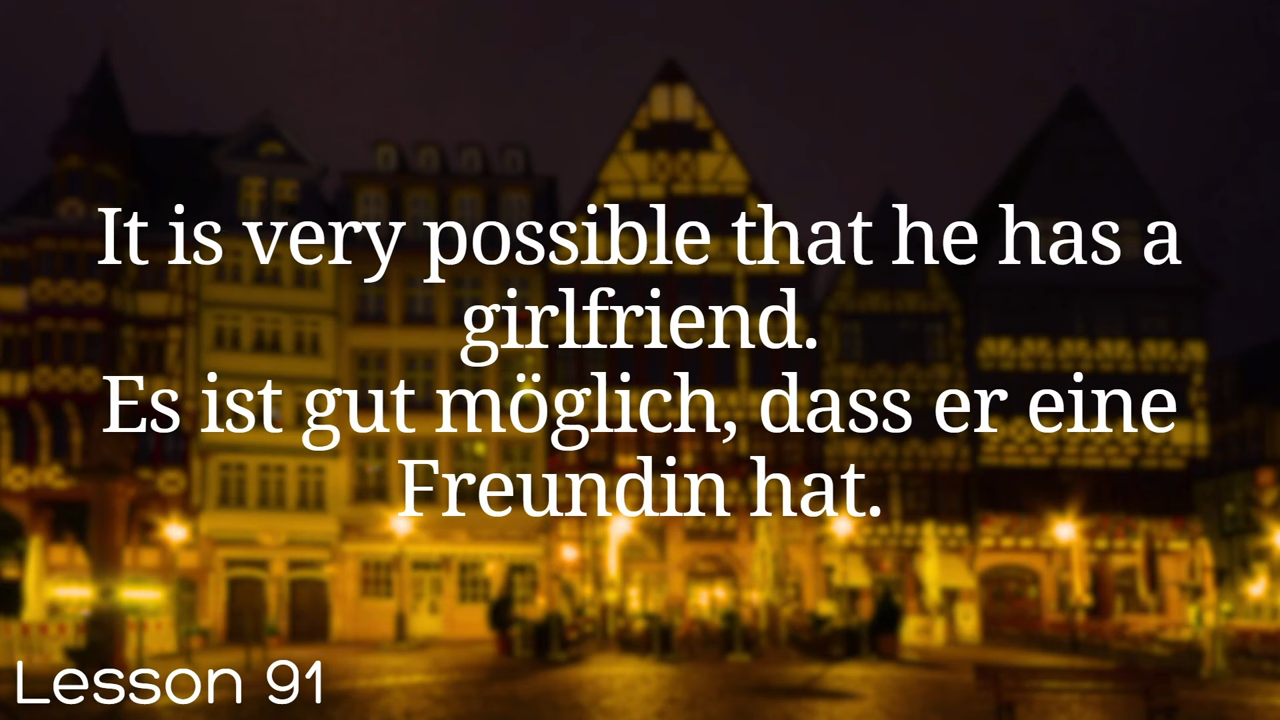 It is very possible that he has a
girlfriend.
Es ist gut möglich, dass er eine
Freundin hat.
Lesson 91